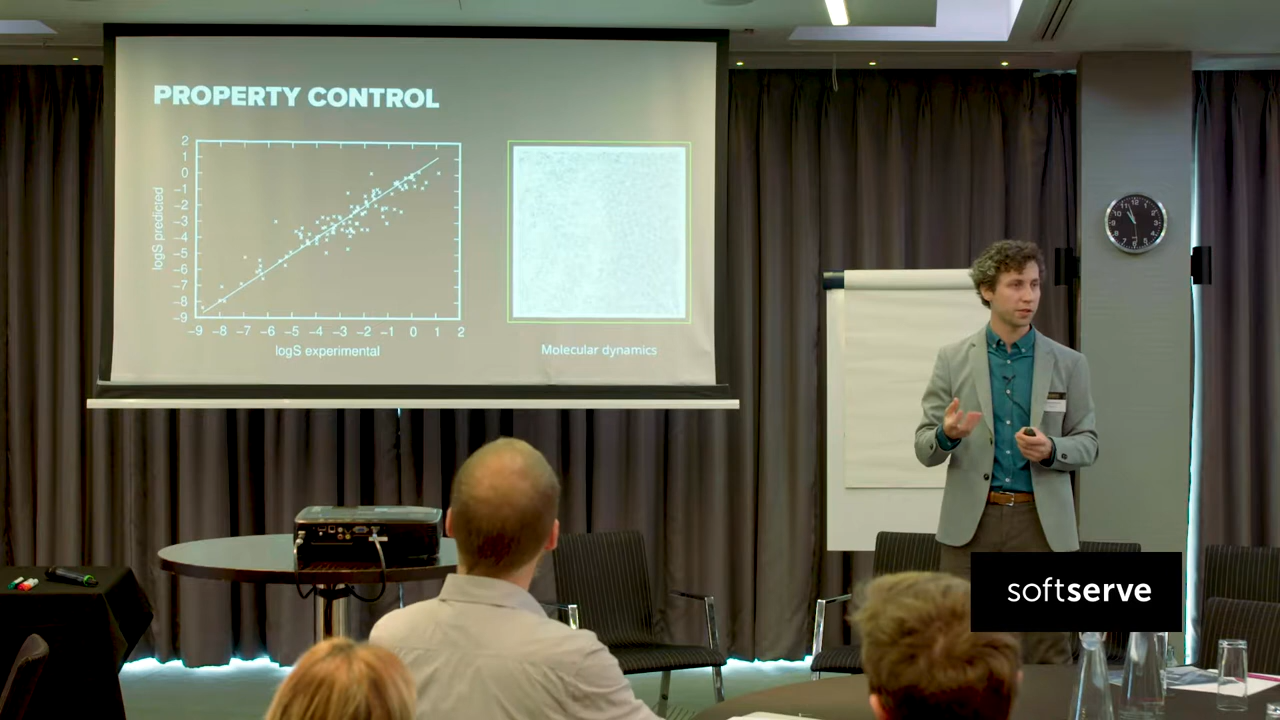 PROPERTY CONTROL
2
1
0
−1
−2
−3
−4
−5
−6
−7
−8
−9
logS predicted
−9 −8 −7 −6 −5 −4 −3 −2 −1 0 1 2
logS experimental
Molecular dynamics
softserve